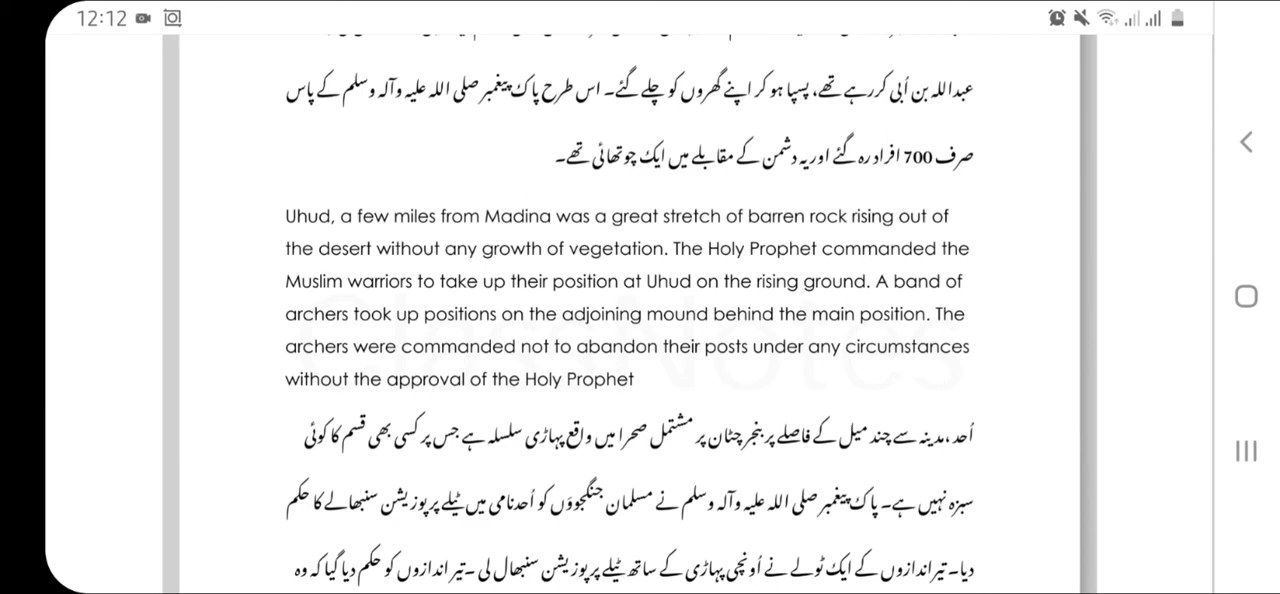 12:12
عبداللہ بن اُبی کررہے تھے، پسپا ہو کر اپنے گھروں کو چلے گئے۔ اس طرح پاک پیغمبر صلی اللہ علیہ وآلہ وسلم کے پاس
صرف 700 افراد رہ گئے اور یہ دشمن کے مقابلے میں ایک چوتھائی تھے۔
Uhud, a few miles from Madina was a great stretch of barren rock rising out of
the desert without any growth of vegetation. The Holy Prophet commanded the
Muslim warriors to take up their position at Uhud on the rising ground. A band of
archers took up positions on the adjoining mound behind the main position. The
archers were commanded not to abandon their posts under any circumstances
without the approval of the Holy Prophet
اُحد، مدینہ سے چند میل کے فاصلے پر بنجر چٹان پر مشتمل صحرا میں واقع پہاڑی سلسلہ ہے جس پر کسی بھی قسم کا کوئی
سبزہ نہیں ہے۔ پاک پیغمبر صلی اللہ علیہ وآلہ وسلم نے مسلمان جنگجوؤں کو اُحد نامی میں ٹیلے پر پوزیشن سنبھالے کا حکم
دیا۔ تیر اندازوں کے ایک ٹولے نے اُونچی پہاڑی کے ساتھ ٹیلے پر پوزیشن سنبھال لی۔ تیر اندازوں کو حکم دیا گیا کہ وہ